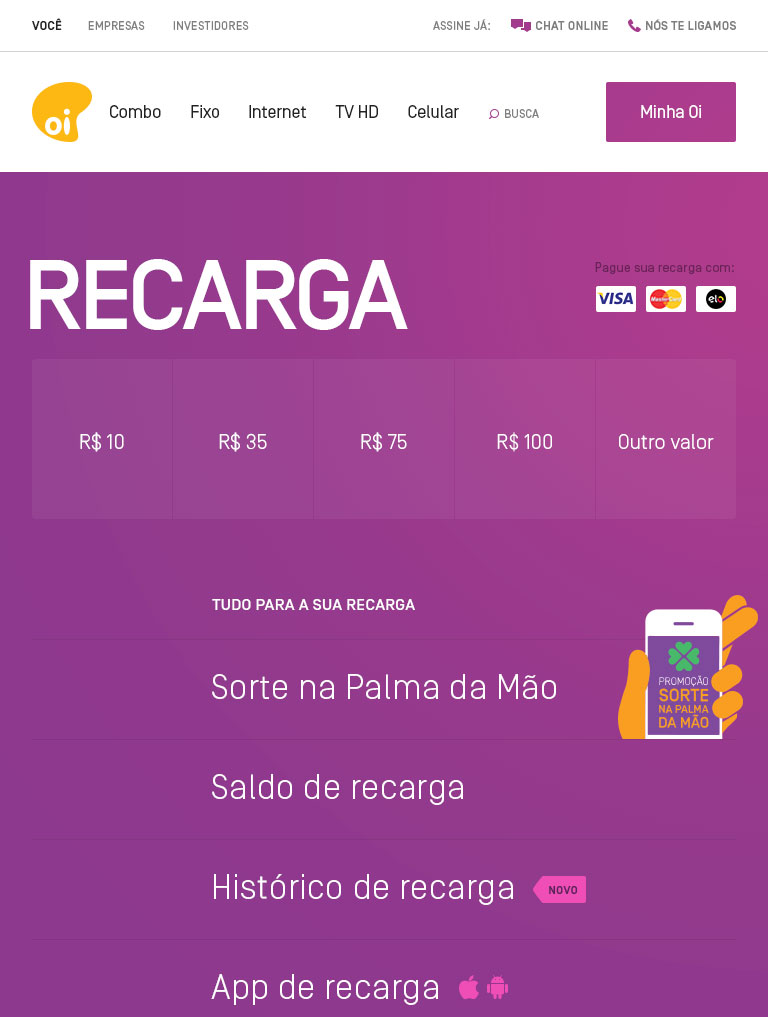 VOCÊ EMPRESAS INVESTIDORES ASSINE JÁ: CHAT ONLINE NÓS TE LIGAMOS
oi Combo Fixo Internet TV HD Celular BUSCA Minha Oi
RECARGA
Pague sua recarga com:
VISA MasterCard elo
R$ 10 R$ 35 R$ 75 R$ 100 Outro valor
TUDO PARA A SUA RECARGA
Sorte na Palma da Mão
PROMOÇÃO
SORTE
NA PALMA
DA MÃO
Saldo de recarga
Histórico de recarga NOVO
App de recarga